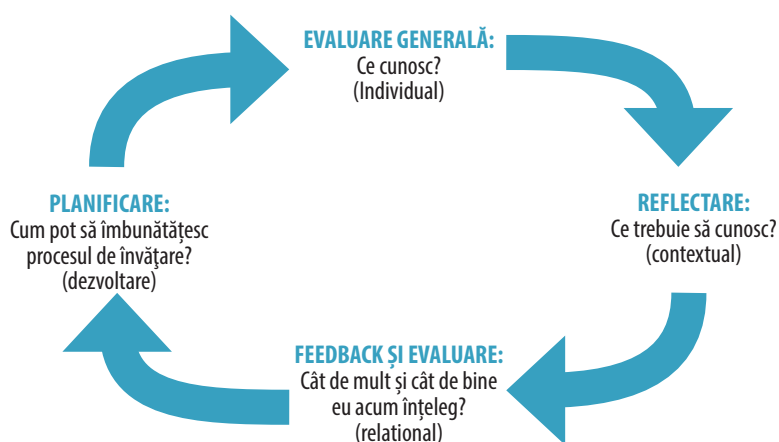 EVALUARE GENERALĂ:
Ce cunosc?
(Individual)
REFLECTARE:
Ce trebuie să cunosc?
(contextual)
FEEDBACK ȘI EVALUARE:
Cât de mult și cât de bine
eu acum înțeleg?
(relational)
PLANIFICARE:
Cum pot să îmbunătățesc
procesul de învăţare?
(dezvoltare)